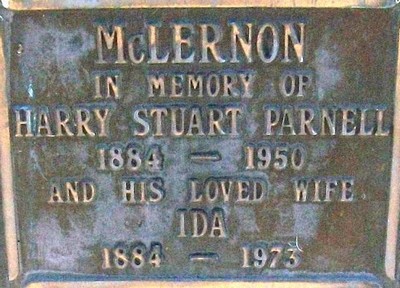 McLERNON
IN MEMORY OF
HARRY STUART PARNELL
1884 — 1950
AND HIS LOVED WIFE
IDA
1884 — 1973